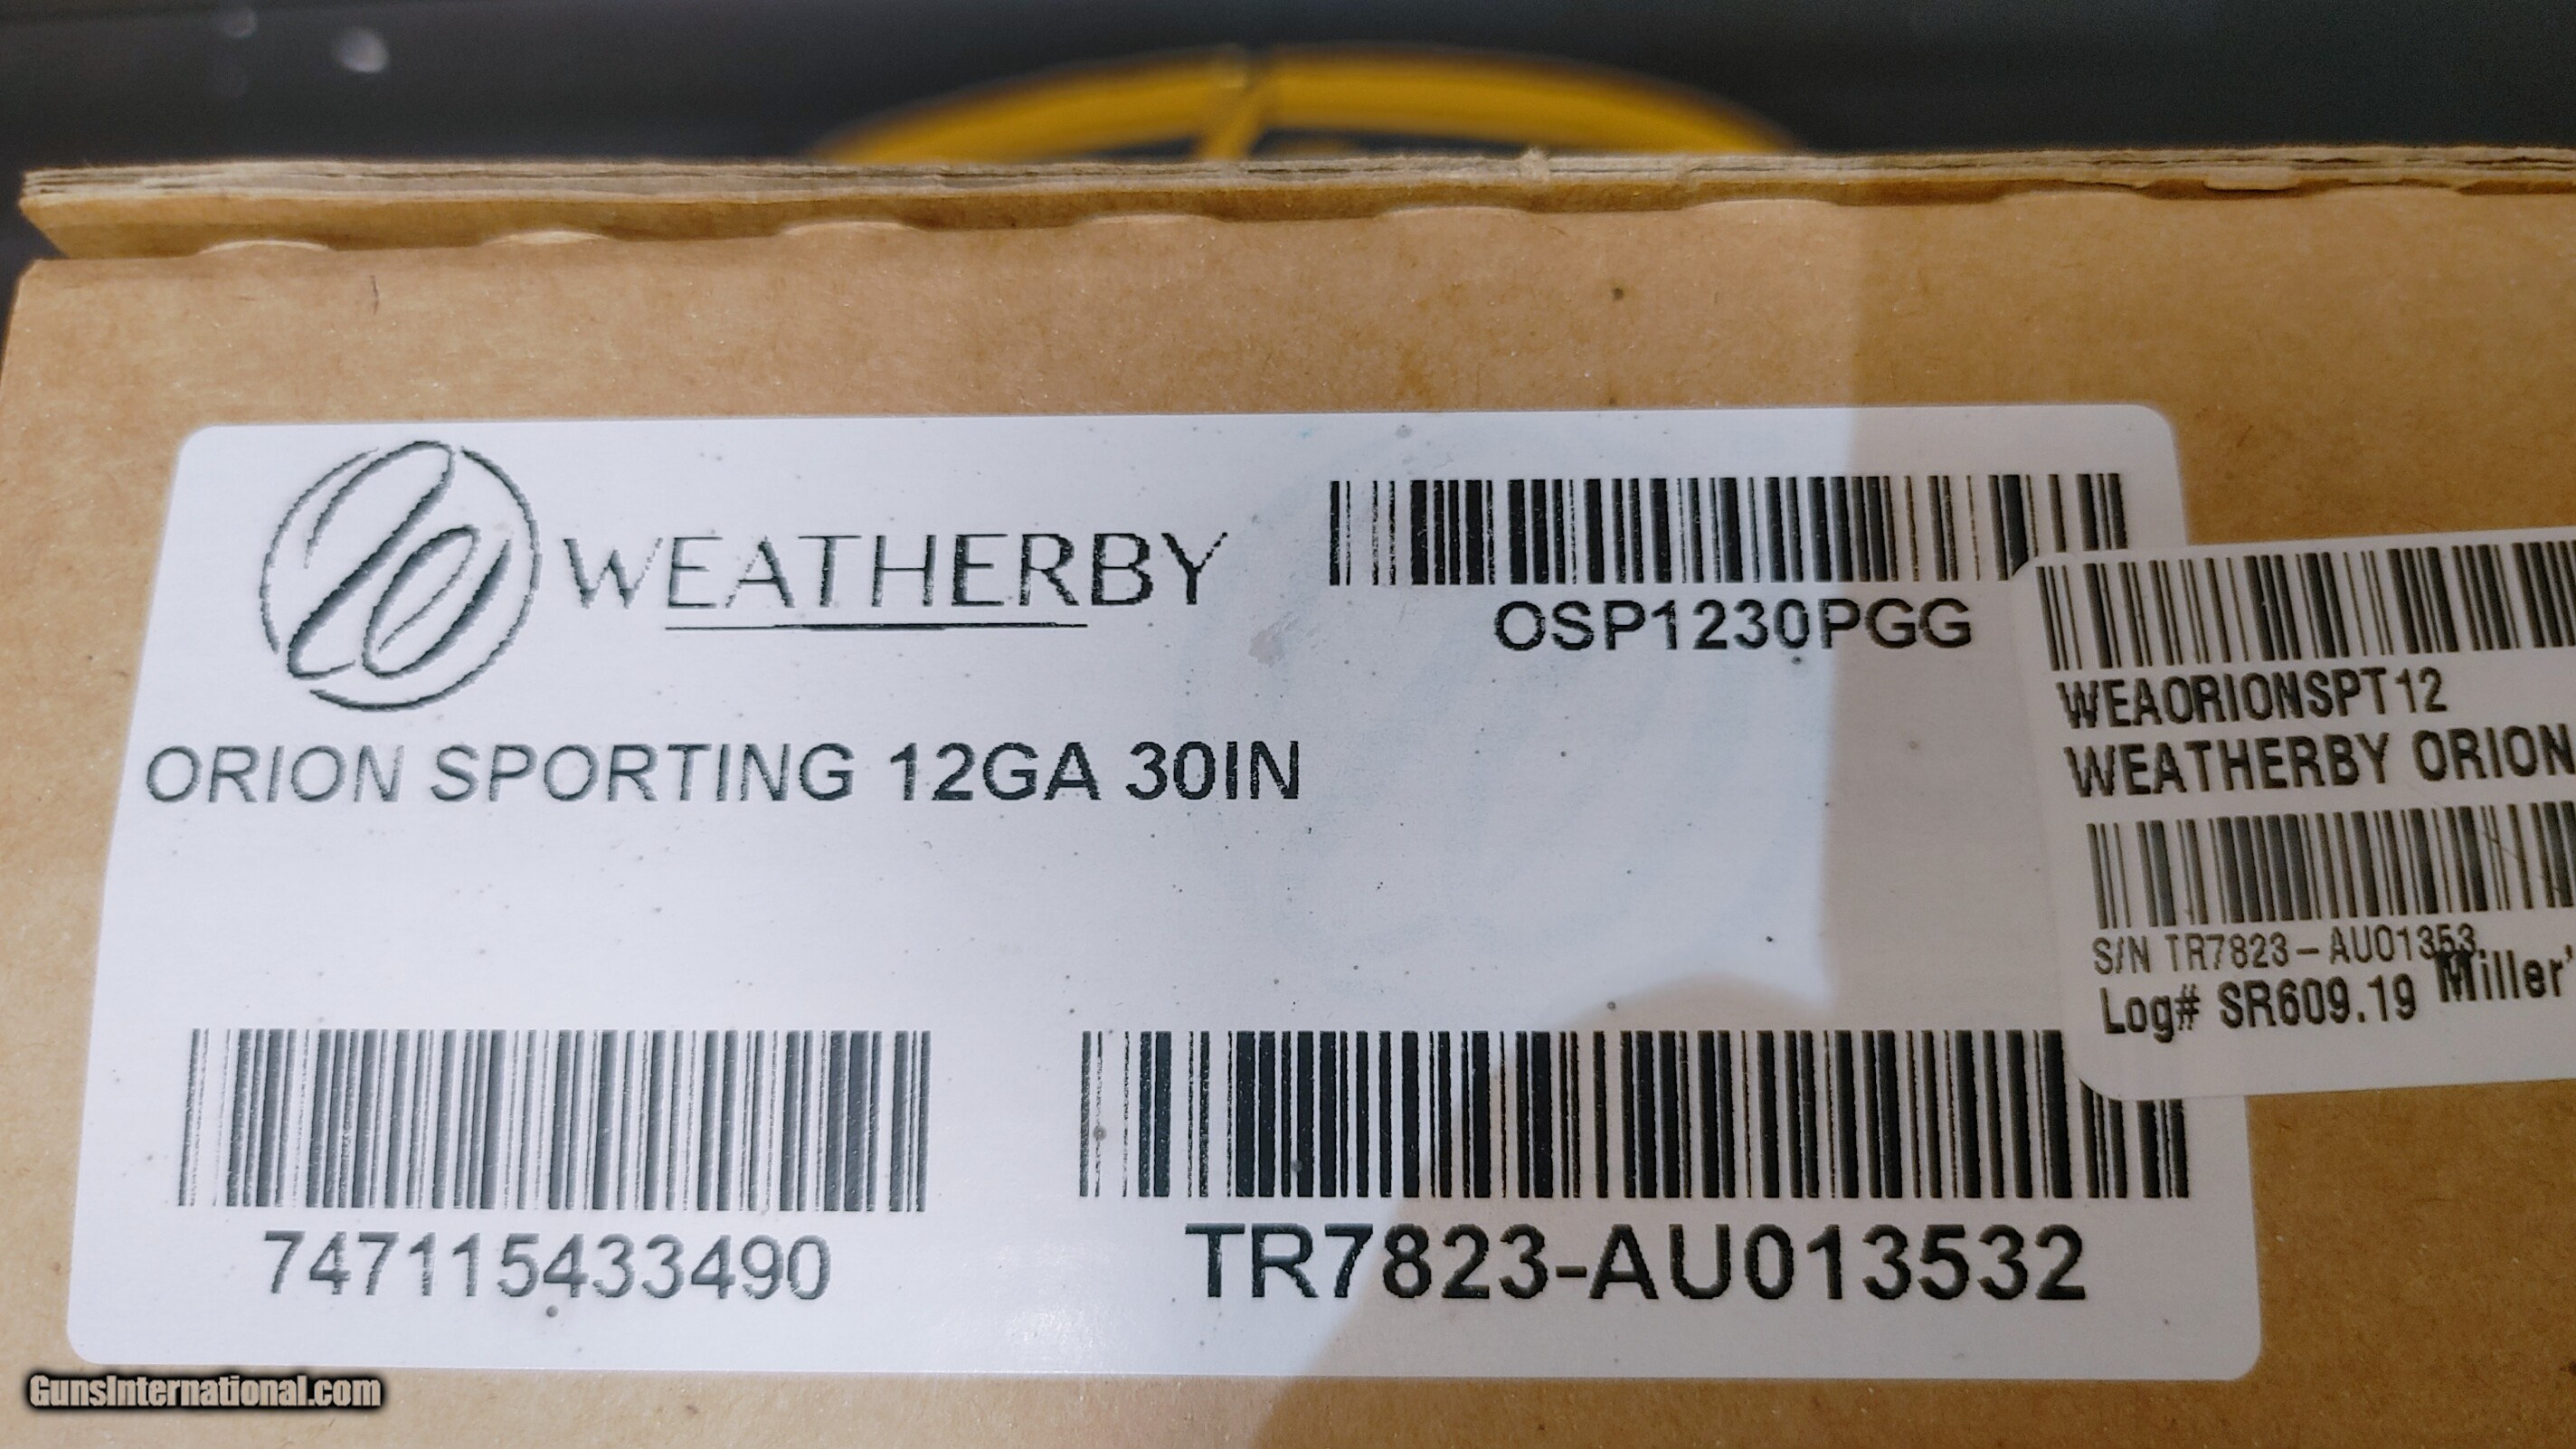 WEATHERBY
OSP1230PGG
ORION SPORTING 12GA 30IN
747115433490
TR7823-AU013532
WEAORIONSPT12
WEATHERBY ORION
S/N TR7823-AU01353
Log# SR609.19 Miller'
GunsInternational.com